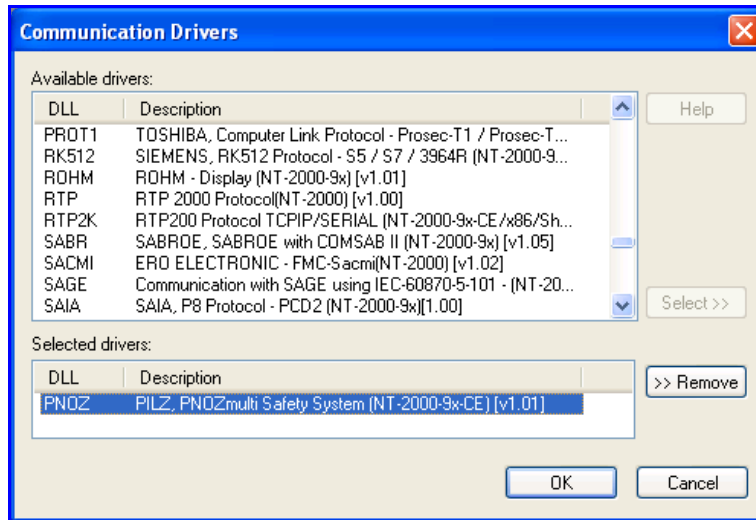 Communication Drivers
Available drivers:
DLL Description
PROT1 TOSHIBA, Computer Link Protocol - Prosec-T1 / Prosec-T...
RK512 SIEMENS, RK512 Protocol - S5 / S7 / 3964R (NT-2000-9...
ROHM ROHM - Display (NT-2000-9x) [v1.01]
RTP RTP 2000 Protocol(NT-2000) [v1.00]
RTP2K RTP200 Protocol TCPIP/SERIAL (NT-2000-9x-CE/x86/Sh...
SABR SABROE, SABROE with COMSAB II (NT-2000-9x) [v1.05]
SACMI ERO ELECTRONIC - FMC-Sacmi(NT-2000) [v1.02]
SAGE Communication with SAGE using IEC-60870-5-101 - (NT-20...
SAIA SAIA, P8 Protocol - PCD2 (NT-2000-9x)[1.00]
Help
Select >>
Selected drivers:
DLL Description
PNOZ PILZ, PNOZmulti Safety System (NT-2000-9x-CE) [v1.01]
>> Remove
OK Cancel